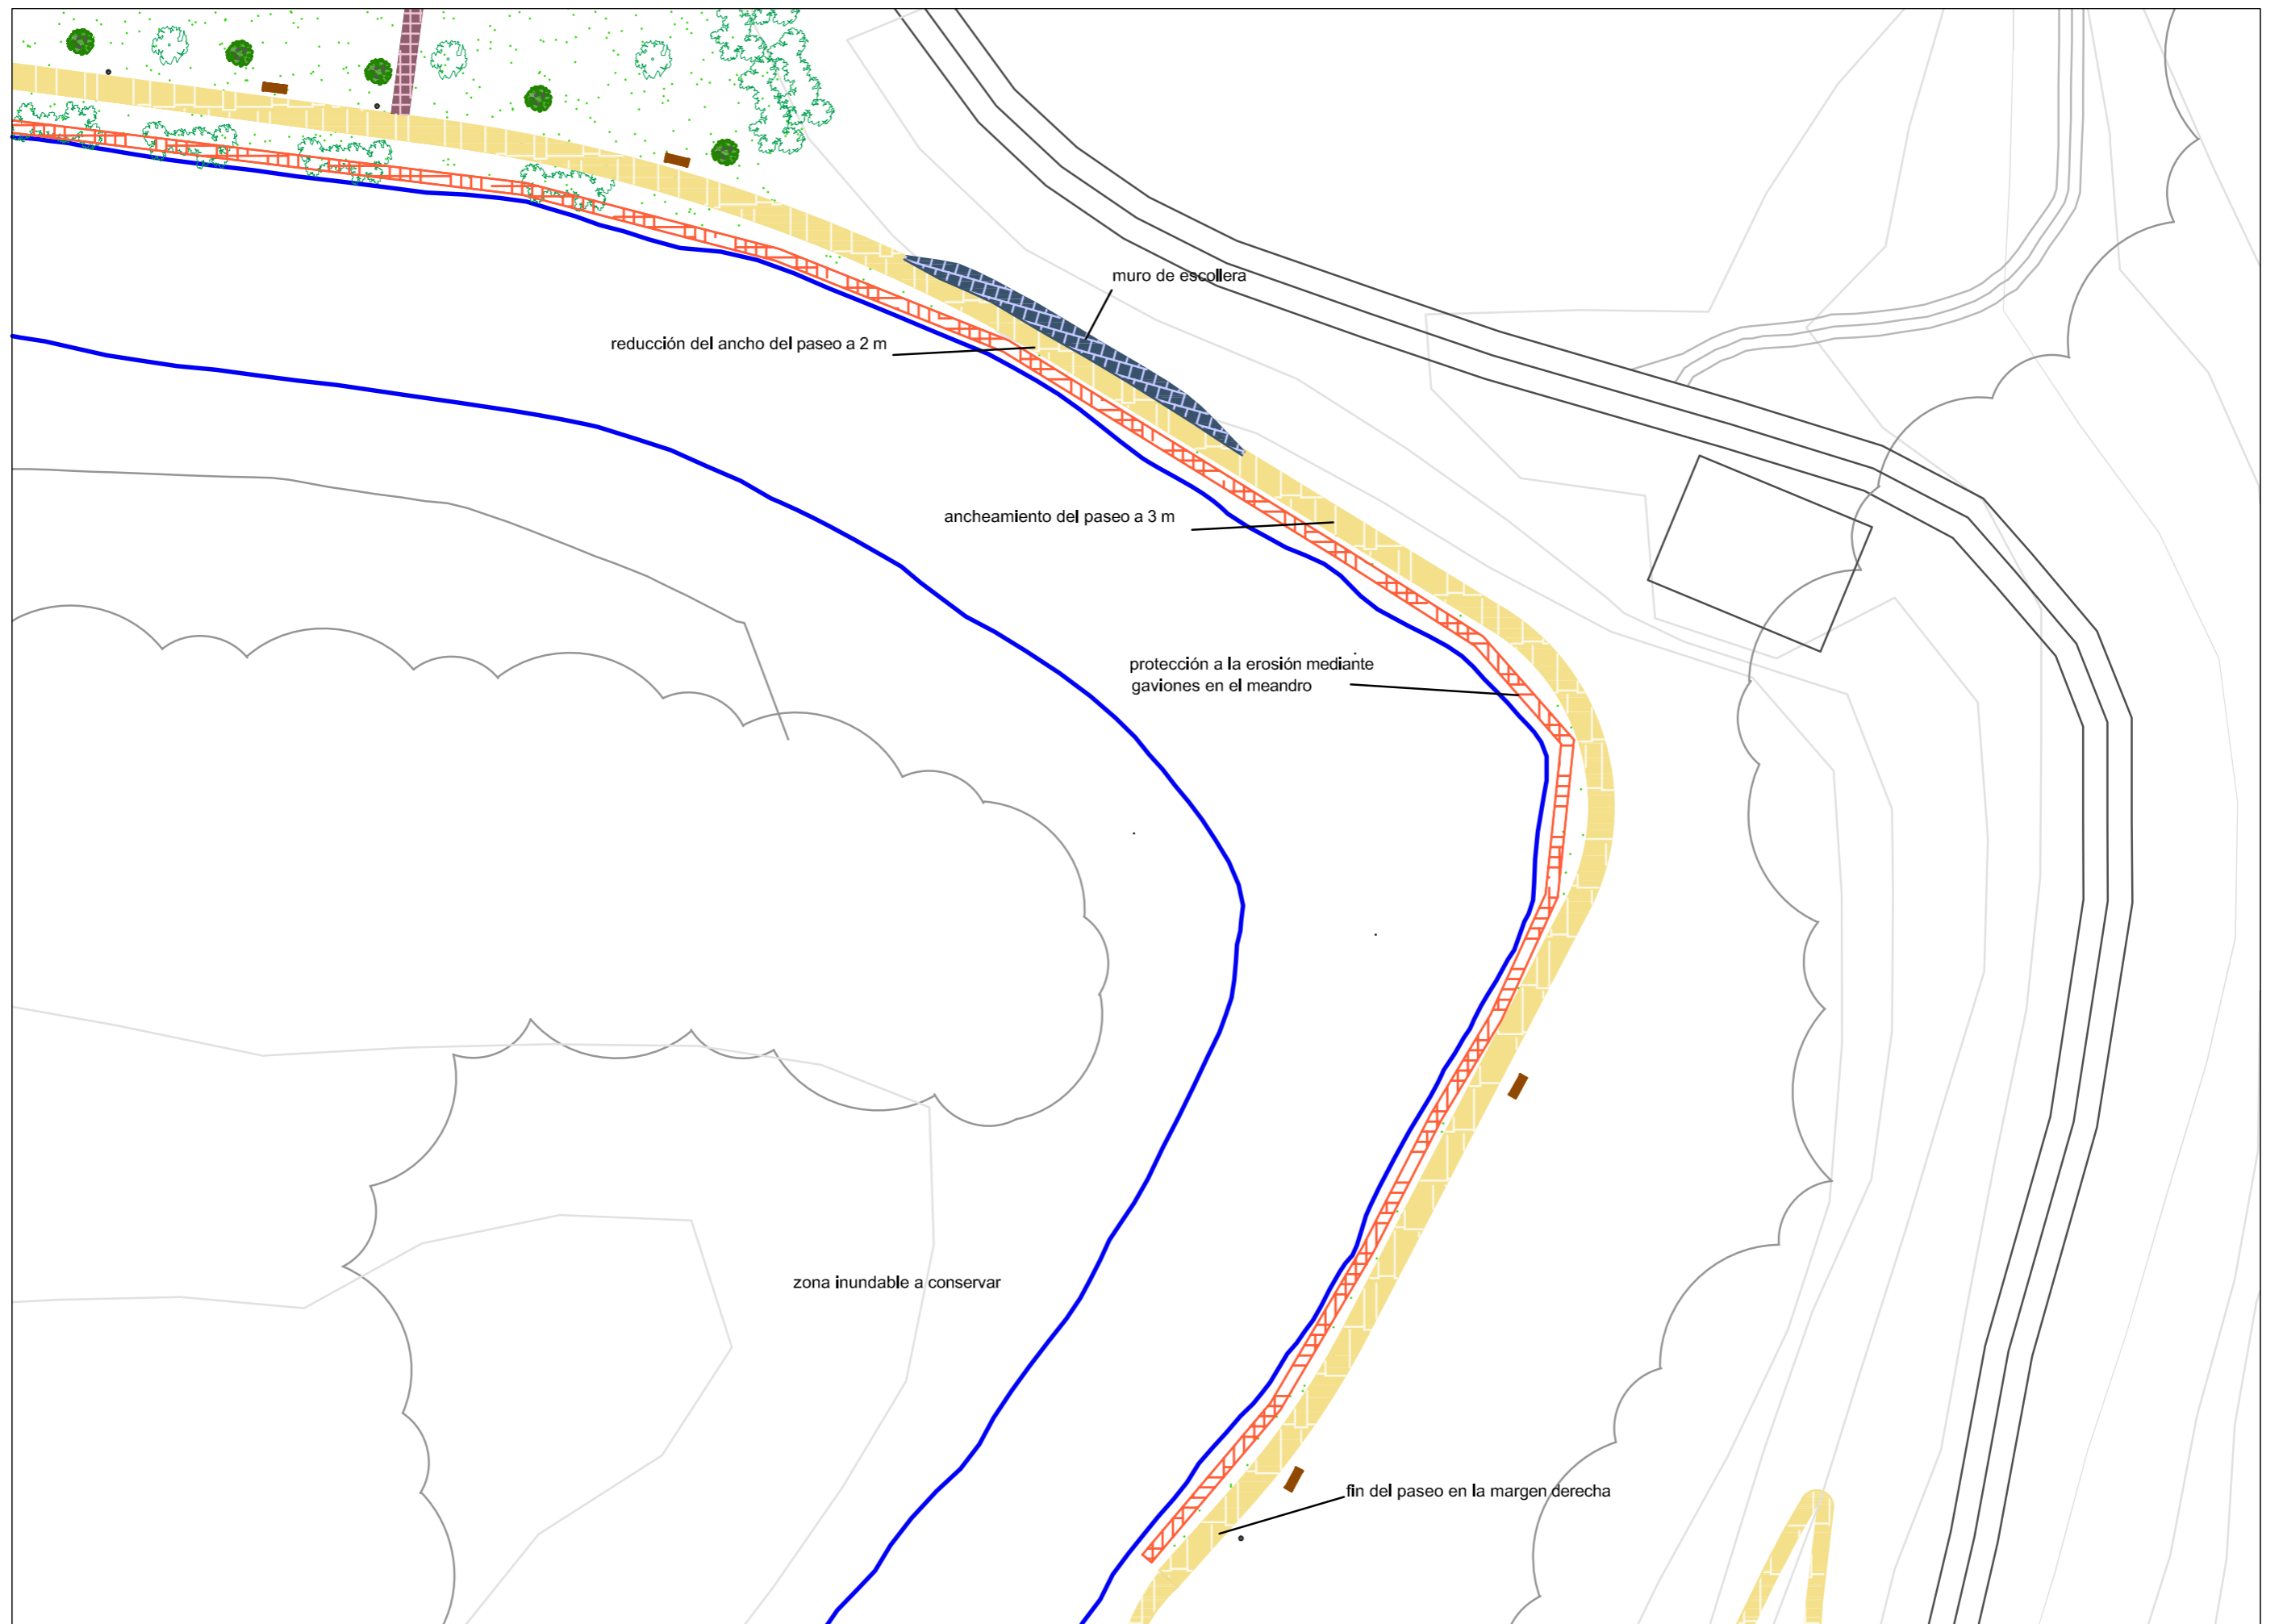 muro de escollera
reducción del ancho del paseo a 2 m
ancheamiento del paseo a 3 m
protección a la erosión mediante
gaviones en el meandro
zona inundable a conservar
fin del paseo en la margen derecha